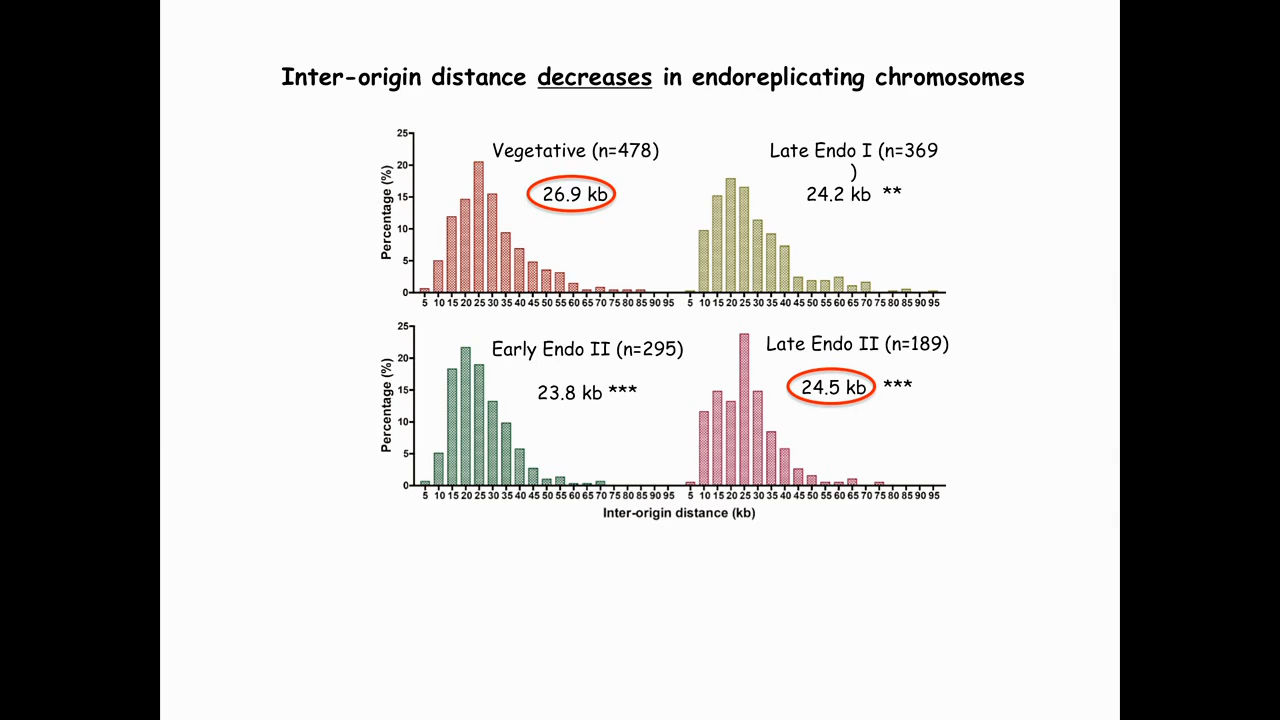 Inter-origin distance decreases in endoreplicating chromosomes
Vegetative (n=478)
26.9 kb
Percentage (%)
25
20
15
10
5
0
5 10 15 20 25 30 35 40 45 50 55 60 65 70 75 80 85 90 95
Late Endo I (n=369
)
24.2 kb **
5 10 15 20 25 30 35 40 45 50 55 60 65 70 75 80 85 90 95
Early Endo II (n=295)
23.8 kb ***
Percentage (%)
25
20
15
10
5
0
5 10 15 20 25 30 35 40 45 50 55 60 65 70 75 80 85 90 95
Late Endo II (n=189)
24.5 kb ***
5 10 15 20 25 30 35 40 45 50 55 60 65 70 75 80 85 90 95
Inter-origin distance (kb)